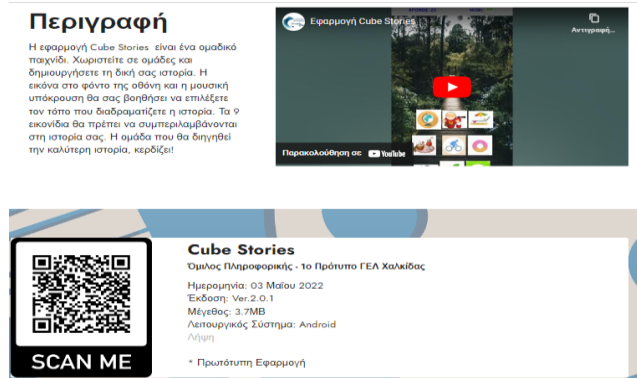 Περιγραφή
Η εφαρμογή Cube Stories είναι ένα ομαδικό
παιχνίδι. Χωριστείτε σε ομάδες και
δημιουργήσετε τη δική σας ιστορία. Η
εικόνα στο φόντο της οθόνη και η μουσική
υπόκρουση θα σας βοηθήσει να επιλέξετε
τον τόπο που διαδραματίζετε η ιστορία. Τα 9
εικονίδια θα πρέπει να συμπεριλαμβάνονται
στη ιστορία σας. Η ομάδα που θα διηγηθεί
την καλύτερη ιστορία, κερδίζει!
Εφαρμογή Cube Stories
Αντιγραφή...
Παρακολούθηση σε YouTube
SCAN ME
Cube Stories
Όμιλος Πληροφορικής - 1ο Πρότυπο ΓΕΛ Χαλκίδας
Ημερομηνία: 03 Μαΐου 2022
Έκδοση: Ver.2.0.1
Μέγεθος: 3.7MB
Λειτουργικός Σύστημα: Android
Λήψη
* Πρωτότυπη Εφαρμογή